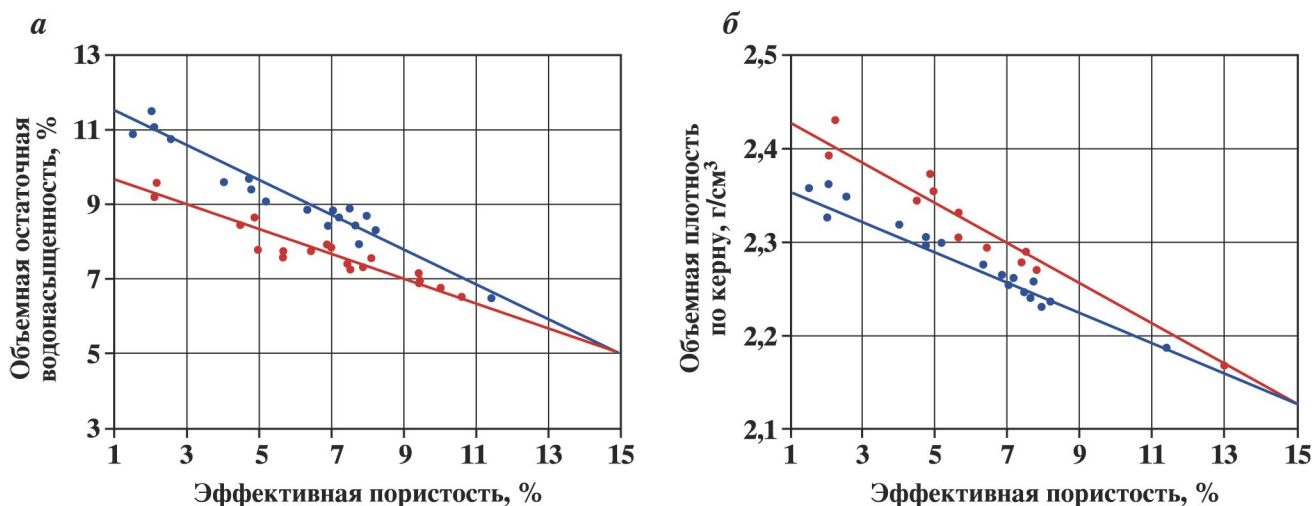 а
Объемная остаточная
водонасыщенность, %
13
11
9
7
5
3
1 5 7 9 11 13 15
Эффективная пористость, %
б
Объемная плотность
по керну, г/см³
2,5
2,4
2,3
2,2
2,1
1 3 5 7 9 11 13 15
Эффективная пористость, %